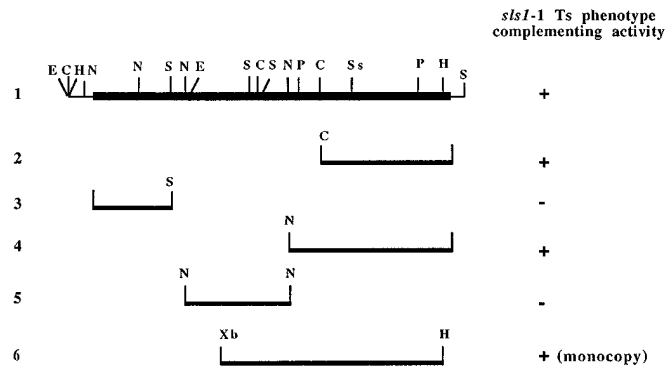 sls1-1 Ts phenotype
complementing activity
E C H N N S N E S C S N P C Ss P H S
1 +
C
2 +
S
3 -
N
4 +
N N
5 -
Xb H
6 + (monocopy)